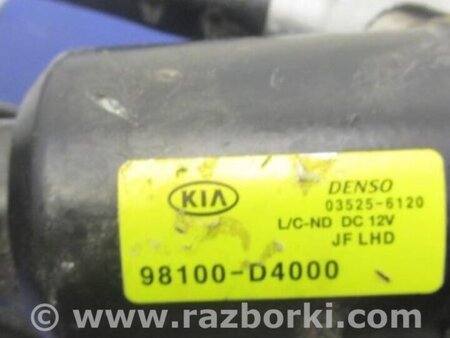 KIA
DENSO
03525-6120
L/C-ND DC 12V
JF LHD
98100-D4000
© www.razborki.com